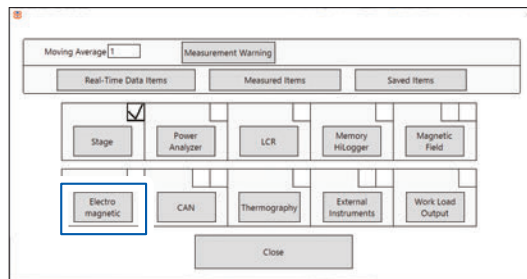 Moving Average 1
Measurement Warning
Real-Time Data Items
Measured Items
Saved Items
Stage
Power
Analyzer
LCR
Memory
HiLogger
Magnetic
Field
Electro
magnetic
CAN
Thermography
External
Instruments
Work Load
Output
Close